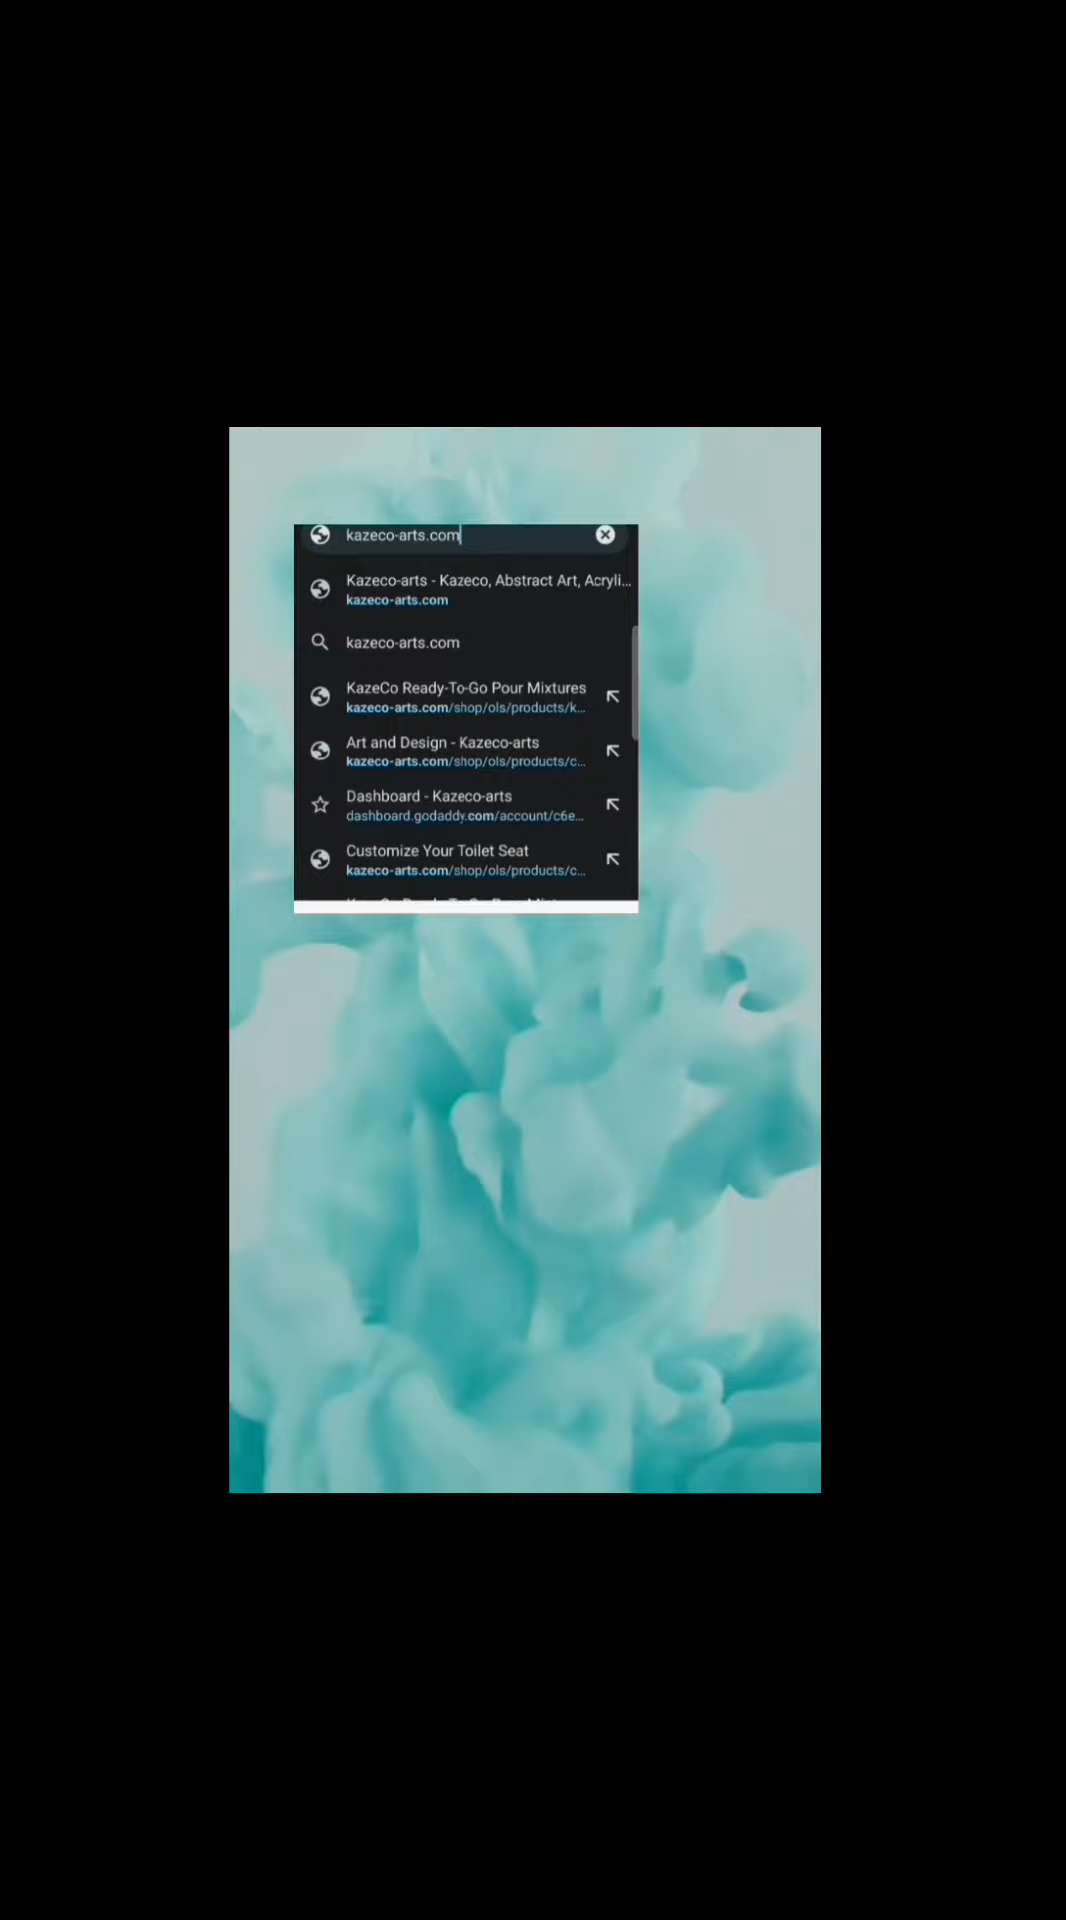 kazeco-arts.com
Kazeco-arts - Kazeco, Abstract Art, Acryli...
kazeco-arts.com
kazeco-arts.com
KazeCo Ready-To-Go Pour Mixtures
kazeco-arts.com/shop/ols/products/k...
Art and Design - Kazeco-arts
kazeco-arts.com/shop/ols/products/c...
Dashboard - Kazeco-arts
dashboard.godaddy.com/account/c6e...
Customize Your Toilet Seat
kazeco-arts.com/shop/ols/products/c...